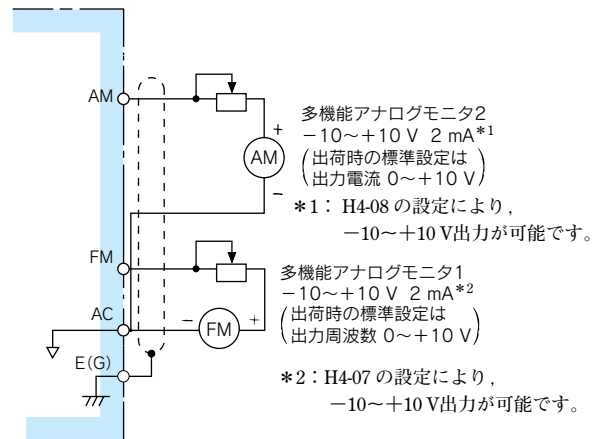 AM
多機能アナログモニタ2
－10～＋10 V  2 mA*1
AM
＋
－
(出荷時の標準設定は
出力電流 0～＋10 V)
＊1： H4-08 の設定により，
－10～＋10 V出力が可能です。
FM
多機能アナログモニタ1
－10～＋10 V  2 mA*2
AC
－
FM
＋
(出荷時の標準設定は
出力周波数 0～＋10 V)
E(G)
＊2：H4-07 の設定により，
－10～＋10 V出力が可能です。